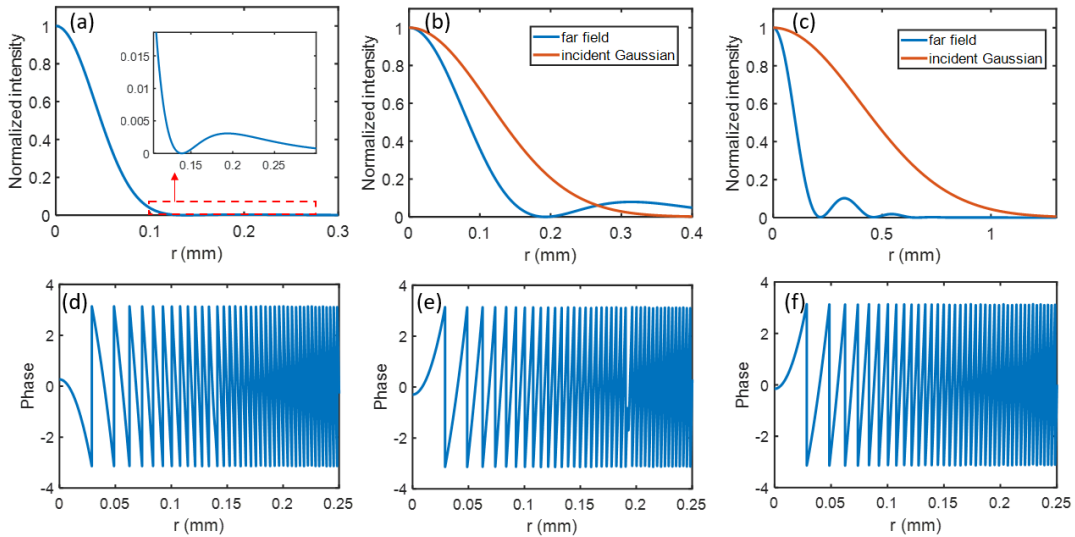 (a)
Normalized intensity
1
0.8
0.6
0.4
0.2
0
0.015
0.01
0.005
0
0.15 0.2 0.25
0 0.1 0.2 0.3
r (mm)
(b)
far field
incident Gaussian
Normalized intensity
1
0.8
0.6
0.4
0.2
0
0 0.1 0.2 0.3 0.4
r (mm)
(c)
far field
incident Gaussian
Normalized intensity
1
0.8
0.6
0.4
0.2
0
0 0.5 1
r (mm)
(d)
Phase
4
2
0
-2
-4
0 0.05 0.1 0.15 0.2 0.25
r (mm)
(e)
Phase
4
2
0
-2
-4
0 0.05 0.1 0.15 0.2 0.25
r (mm)
(f)
Phase
4
2
0
-2
-4
0 0.05 0.1 0.15 0.2 0.25
r (mm)